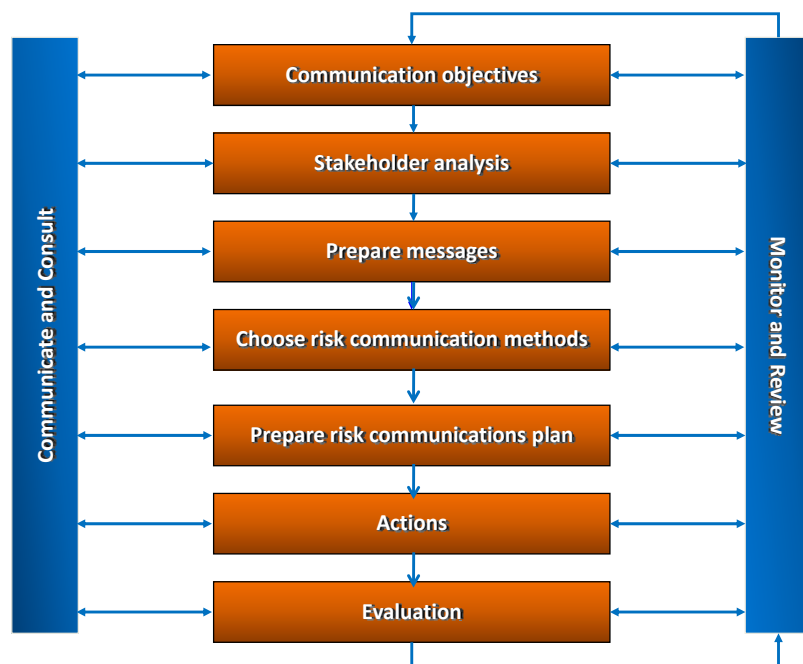 Communication objectives
Stakeholder analysis
Prepare messages
Choose risk communication methods
Prepare risk communications plan
Actions
Evaluation
Communicate and Consult
Monitor and Review